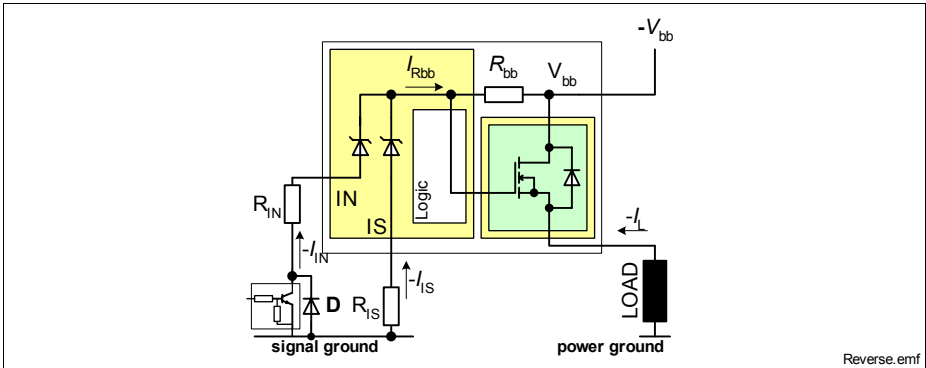 -Vbb
IRbb
Rbb
Vbb
IN
IS
Logic
RIN
-IIN
-IIS
-IL
D
RIS
LOAD
signal ground
power ground
Reverse.emf